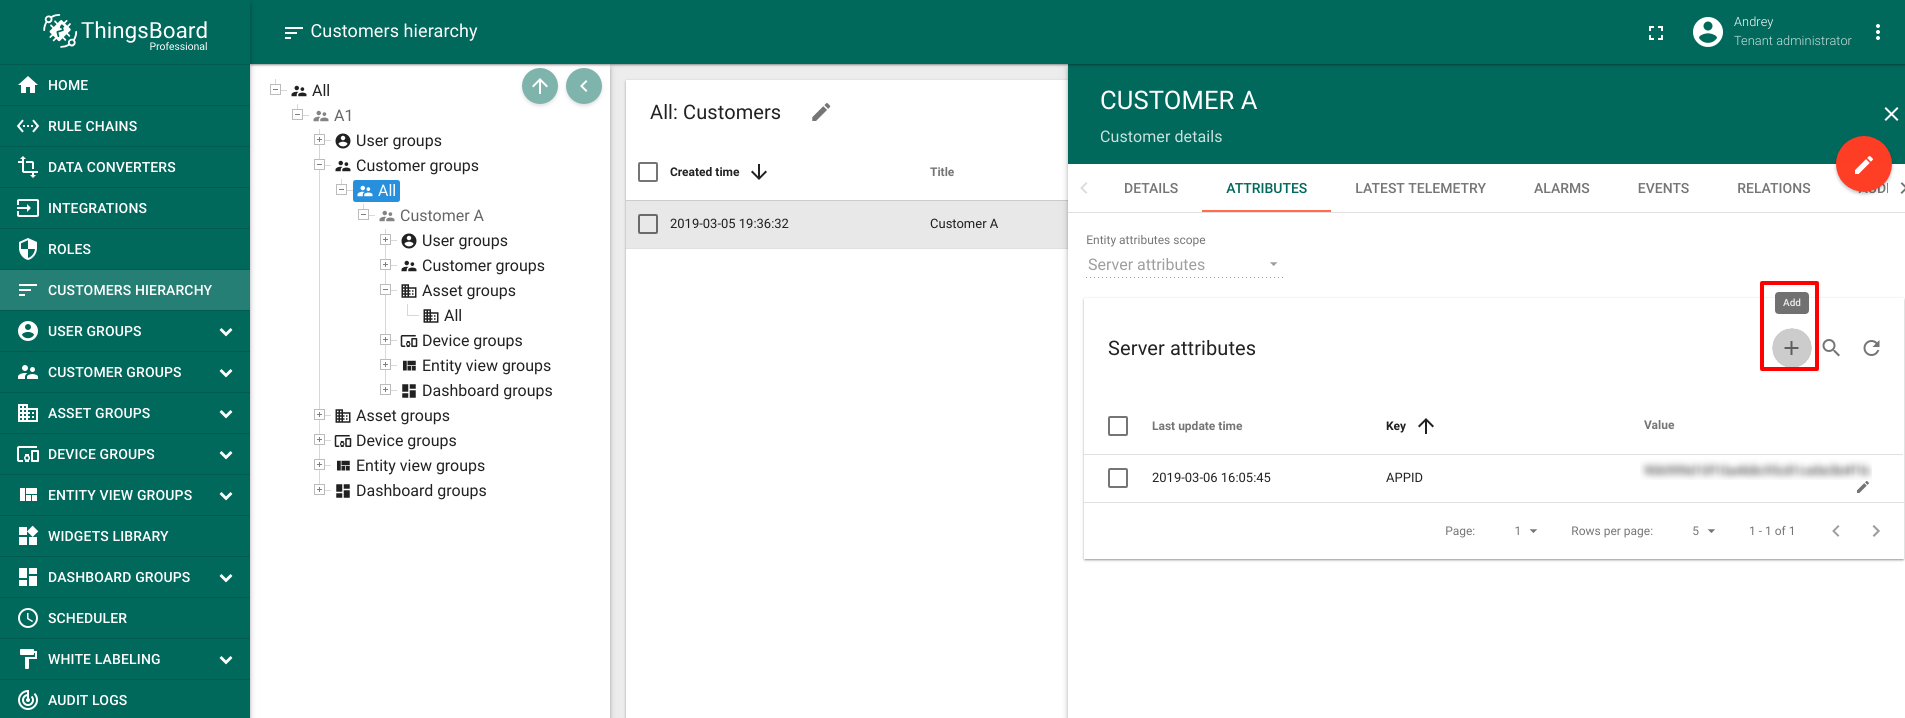 ThingsBoard
Professional
Customers hierarchy
Andrey
Tenant administrator
HOME
RULE CHAINS
DATA CONVERTERS
INTEGRATIONS
ROLES
CUSTOMERS HIERARCHY
USER GROUPS
CUSTOMER GROUPS
ASSET GROUPS
DEVICE GROUPS
ENTITY VIEW GROUPS
WIDGETS LIBRARY
DASHBOARD GROUPS
SCHEDULER
WHITE LABELING
AUDIT LOGS
All
A1
User groups
Customer groups
All
Customer A
User groups
Customer groups
Asset groups
All
Device groups
Entity view groups
Dashboard groups
Asset groups
Device groups
Entity view groups
Dashboard groups
All: Customers
Created time Title
2019-03-05 19:36:32 Customer A
CUSTOMER A
Customer details
DETAILS ATTRIBUTES LATEST TELEMETRY ALARMS EVENTS RELATIONS
Entity attributes scope
Server attributes
Add
Server attributes
Last update time Key Value
2019-03-06 16:05:45 APPID
Page: 1 Rows per page: 5 1 - 1 of 1